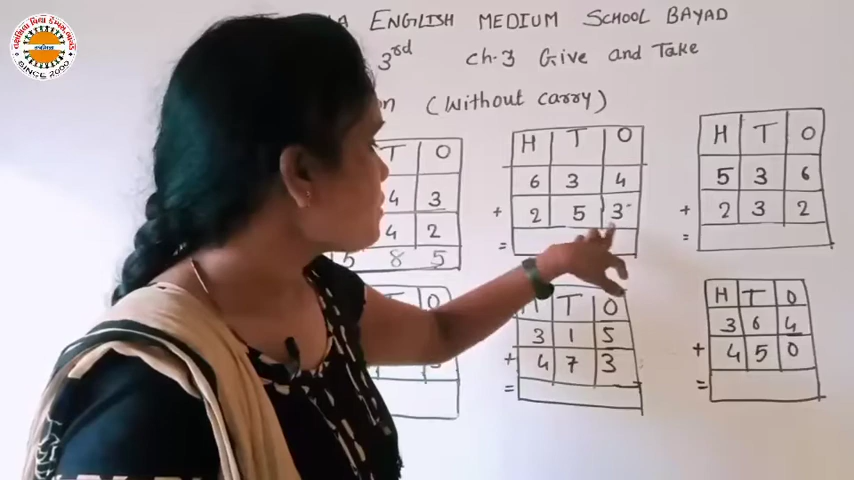 ENGLISH MEDIUM SCHOOL BAYAD
3rd ch.3 Give and Take
(Without carry)
T O
4 3
4 2
5 8 5
H T O
6 3 4
+ 2 5 3
=
H T O
5 3 6
+ 2 3 2
=
T O
H T O
3 1 5
+ 4 7 3
=
H T O
3 6 4
+ 4 5 0
=
SINCE 2000